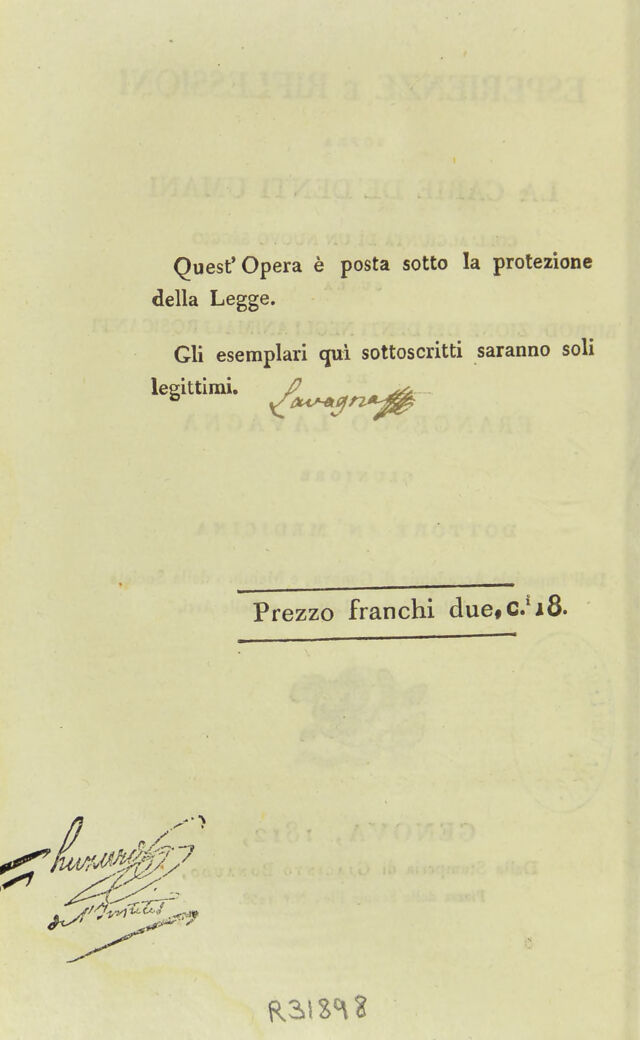 Quest' Opera è posta sotto la protezione
della Legge.
Gli esemplari quì sottoscritti saranno soli
legittimi. Lavagna
Prezzo franchi due, c.i 18.
R31898